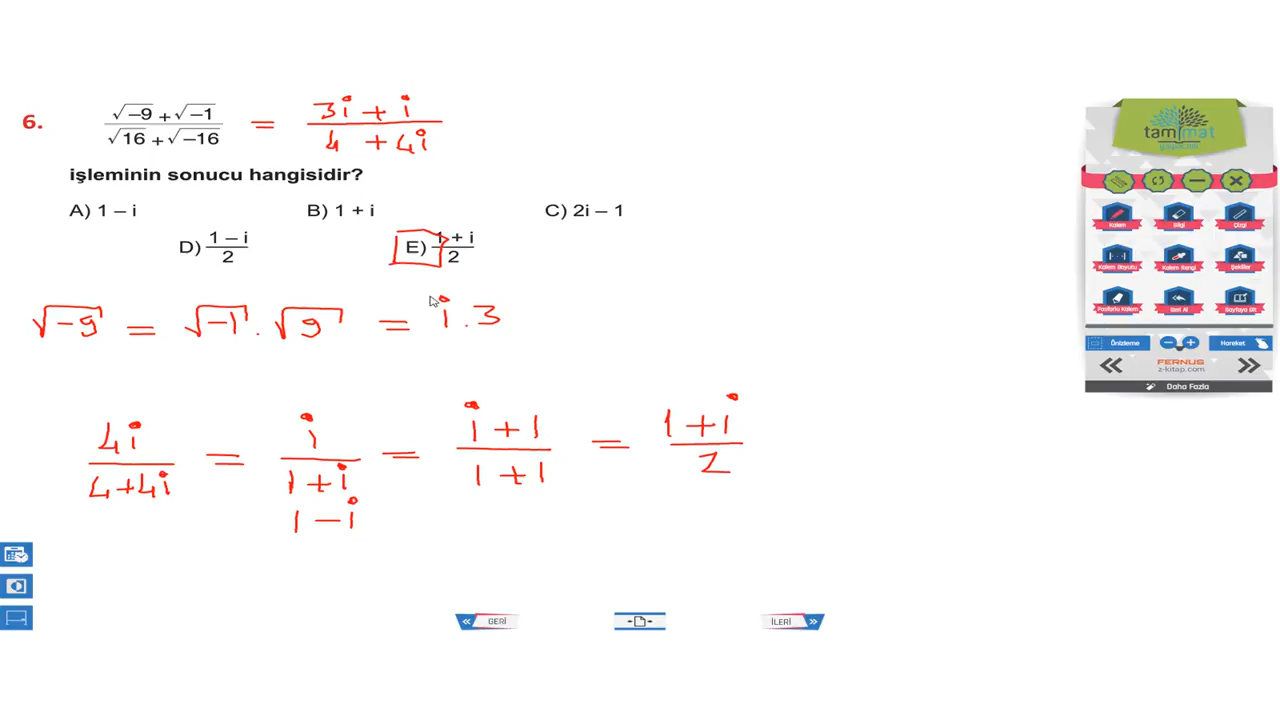 6. (√-9 + √-1) / (√16 + √-16) = (3i + i) / (4 + 4i)
işleminin sonucu hangisidir?
A) 1 – i B) 1 + i C) 2i – 1
D) (1 – i) / 2 E) (1 + i) / 2
√-9 = √-1 . √9 = i . 3
4i / (4+4i) = i / (1+i) = (i+1) / (1+1) = (1+i) / 2
1 – i
GERİ İLERİ
tammat
yayıncılık
Kalem Silgi Çizgi
Kalem Boyutu Kalem Rengi Şekiller
Fosforlu Kalem Geri Al Sayfaya Git
Önizleme Hareket
FERNUS
z-kitap.com
Daha Fazla